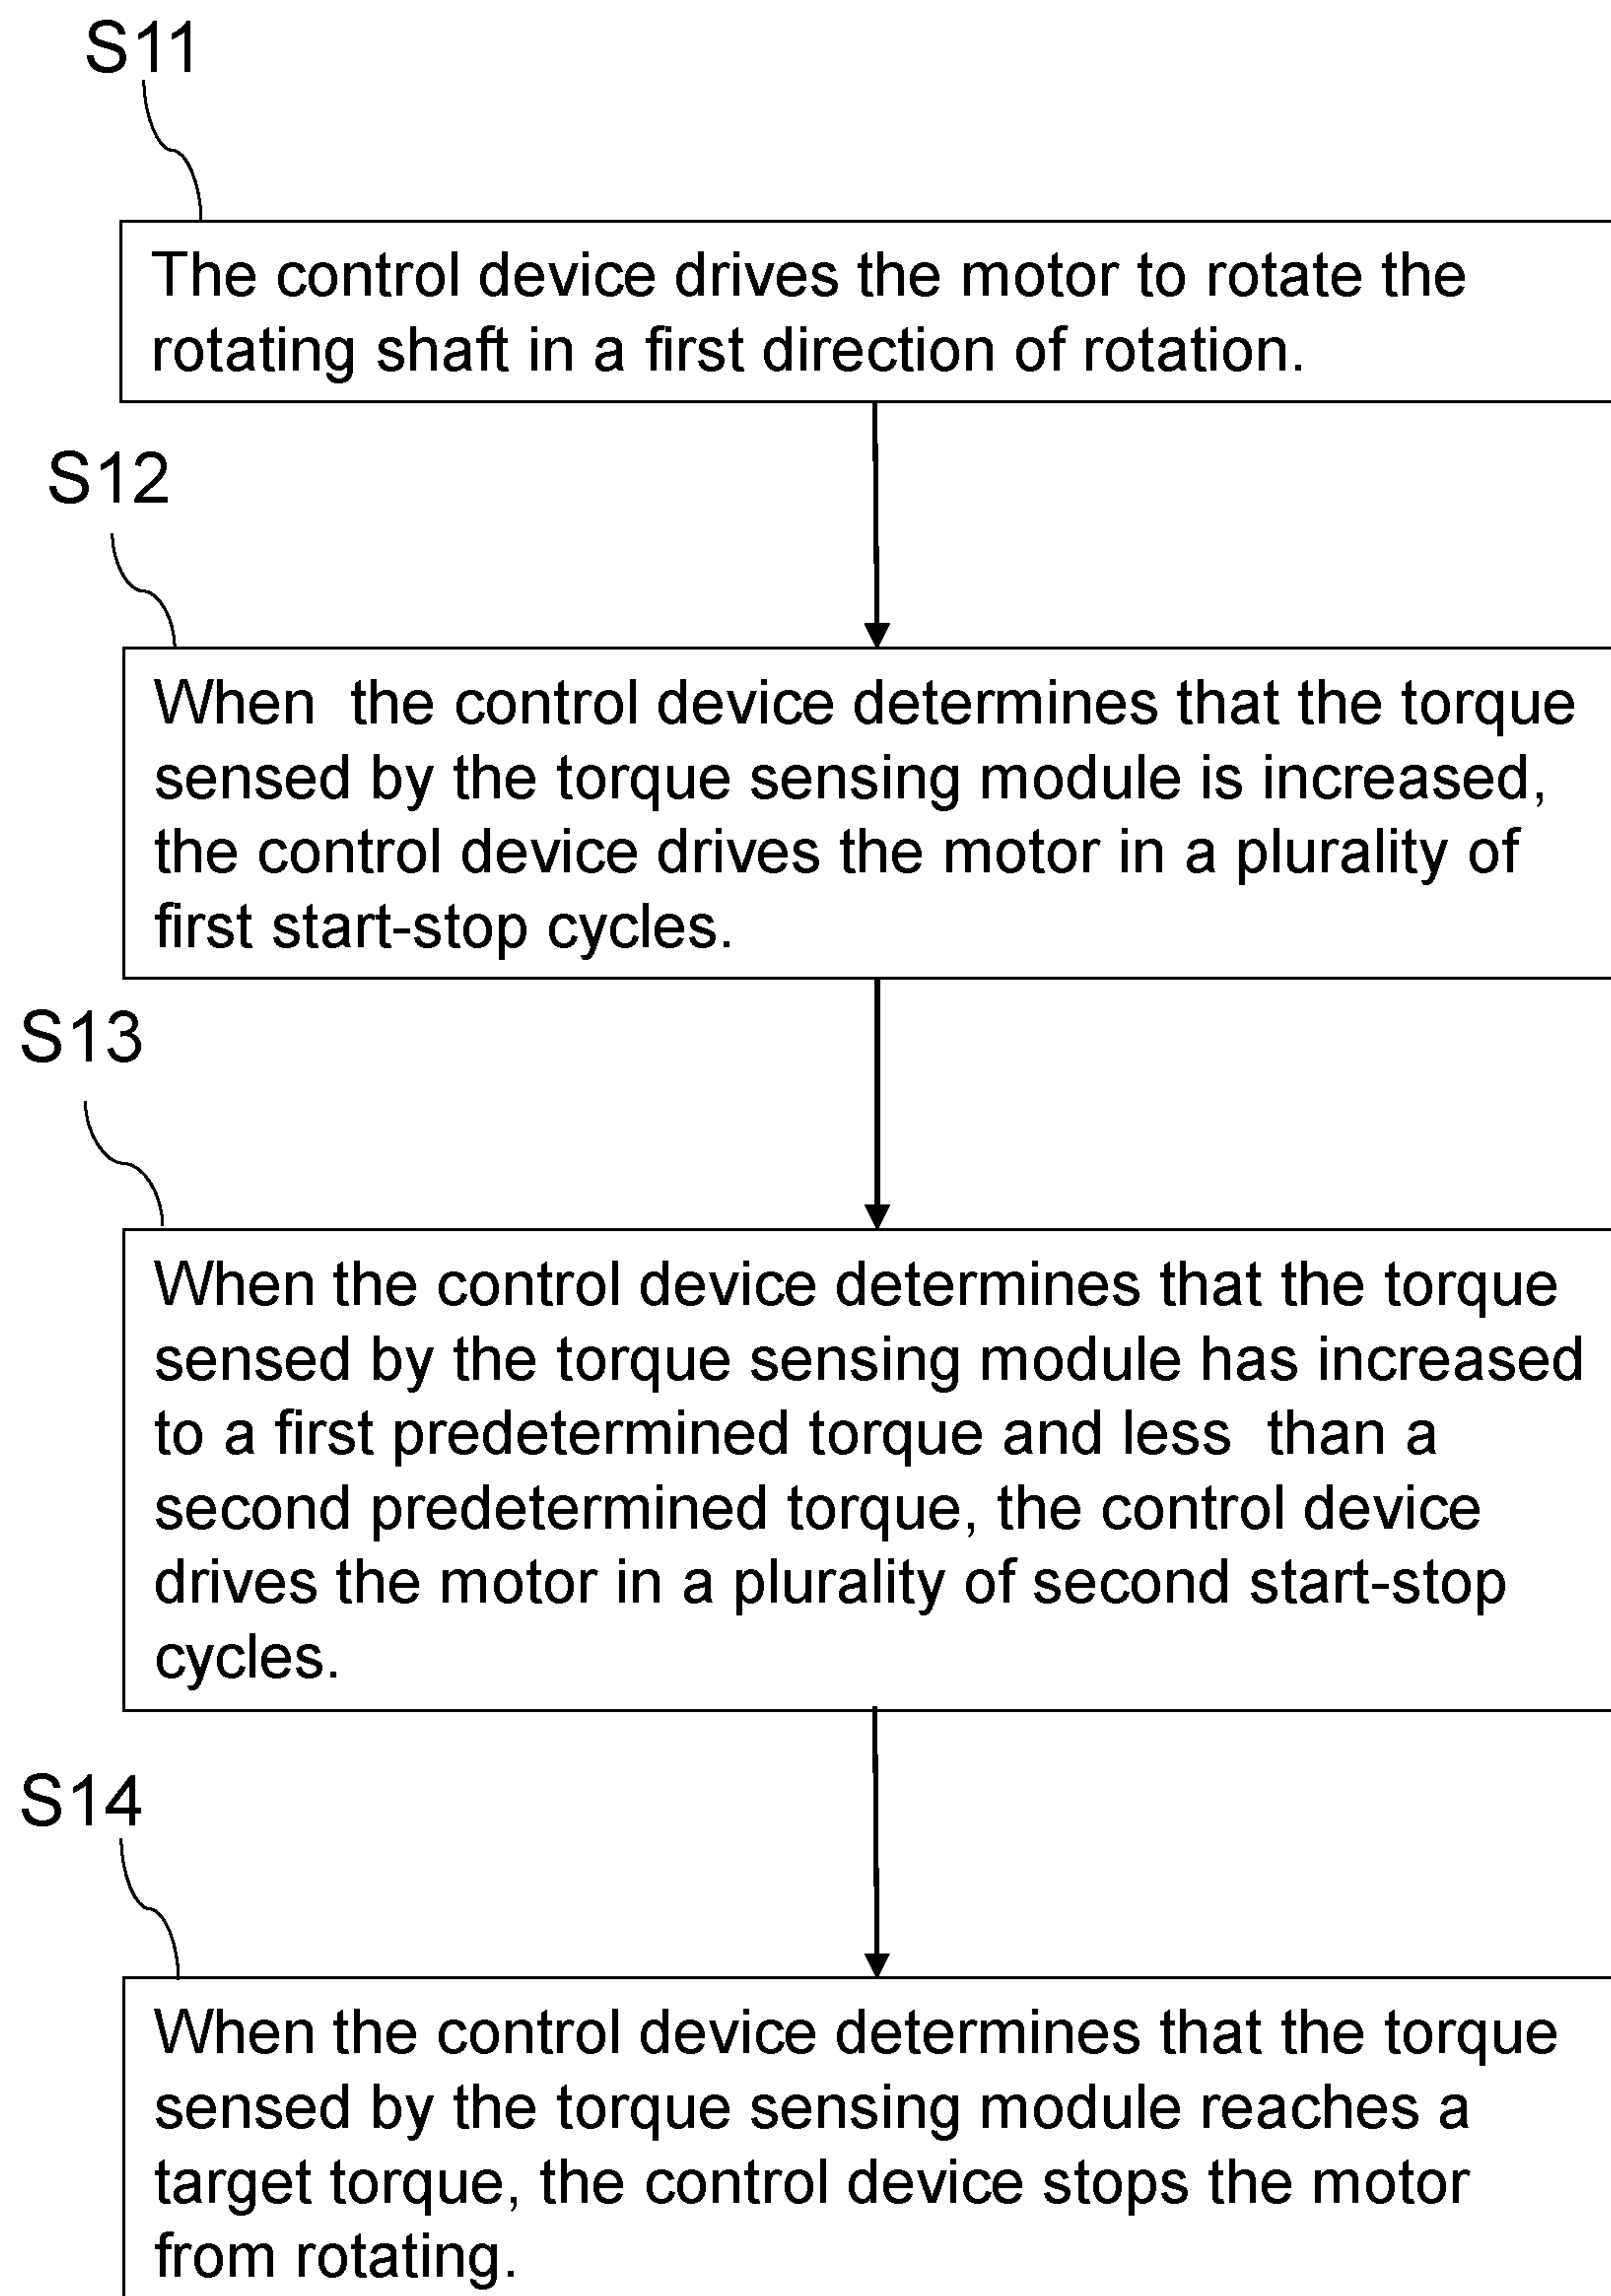 S11
The control device drives the motor to rotate the
rotating shaft in a first direction of rotation.
S12
When  the control device determines that the torque
sensed by the torque sensing module is increased,
the control device drives the motor in a plurality of
first start-stop cycles.
S13
When the control device determines that the torque
sensed by the torque sensing module has increased
to a first predetermined torque and less  than a
second predetermined torque, the control device
drives the motor in a plurality of second start-stop
cycles.
S14
When the control device determines that the torque
sensed by the torque sensing module reaches a
target torque, the control device stops the motor
from rotating.